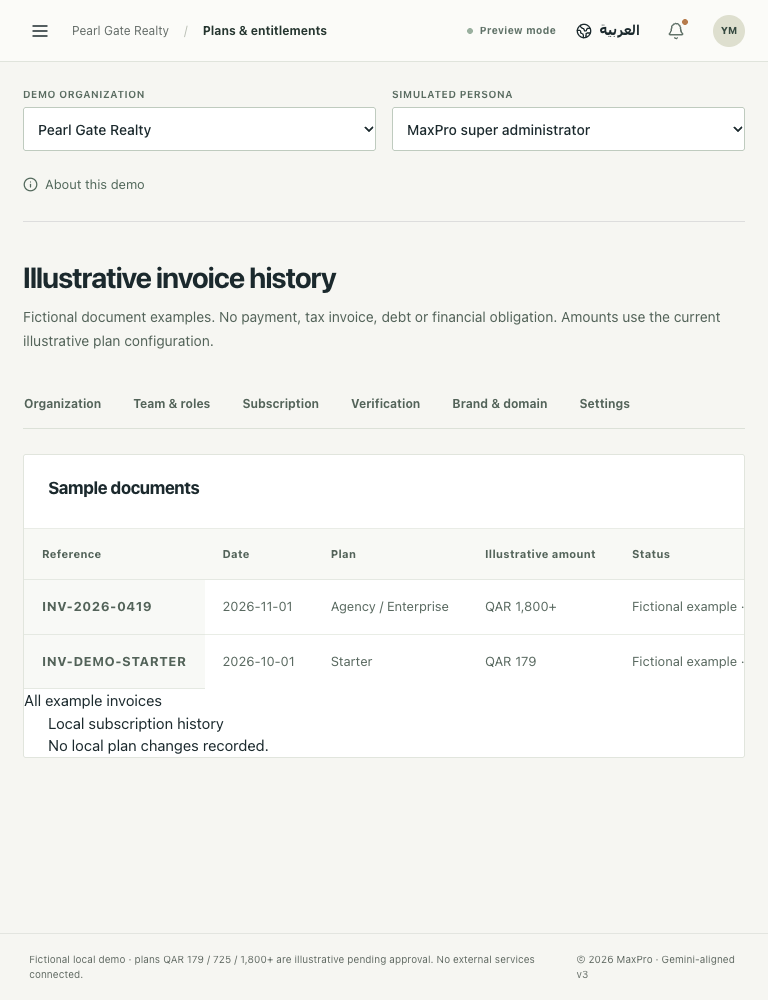 Pearl Gate Realty / Plans & entitlements Preview mode العربية YM
DEMO ORGANIZATION SIMULATED PERSONA
Pearl Gate Realty MaxPro super administrator
About this demo
Illustrative invoice history
Fictional document examples. No payment, tax invoice, debt or financial obligation. Amounts use the current
illustrative plan configuration.
Organization Team & roles Subscription Verification Brand & domain Settings
Sample documents
Reference Date Plan Illustrative amount Status
INV-2026-0419 2026-11-01 Agency / Enterprise QAR 1,800+ Fictional example ·
INV-DEMO-STARTER 2026-10-01 Starter QAR 179 Fictional example ·
All example invoices
Local subscription history
No local plan changes recorded.
Fictional local demo · plans QAR 179 / 725 / 1,800+ are illustrative pending approval. No external services
connected.
© 2026 MaxPro · Gemini-aligned
v3